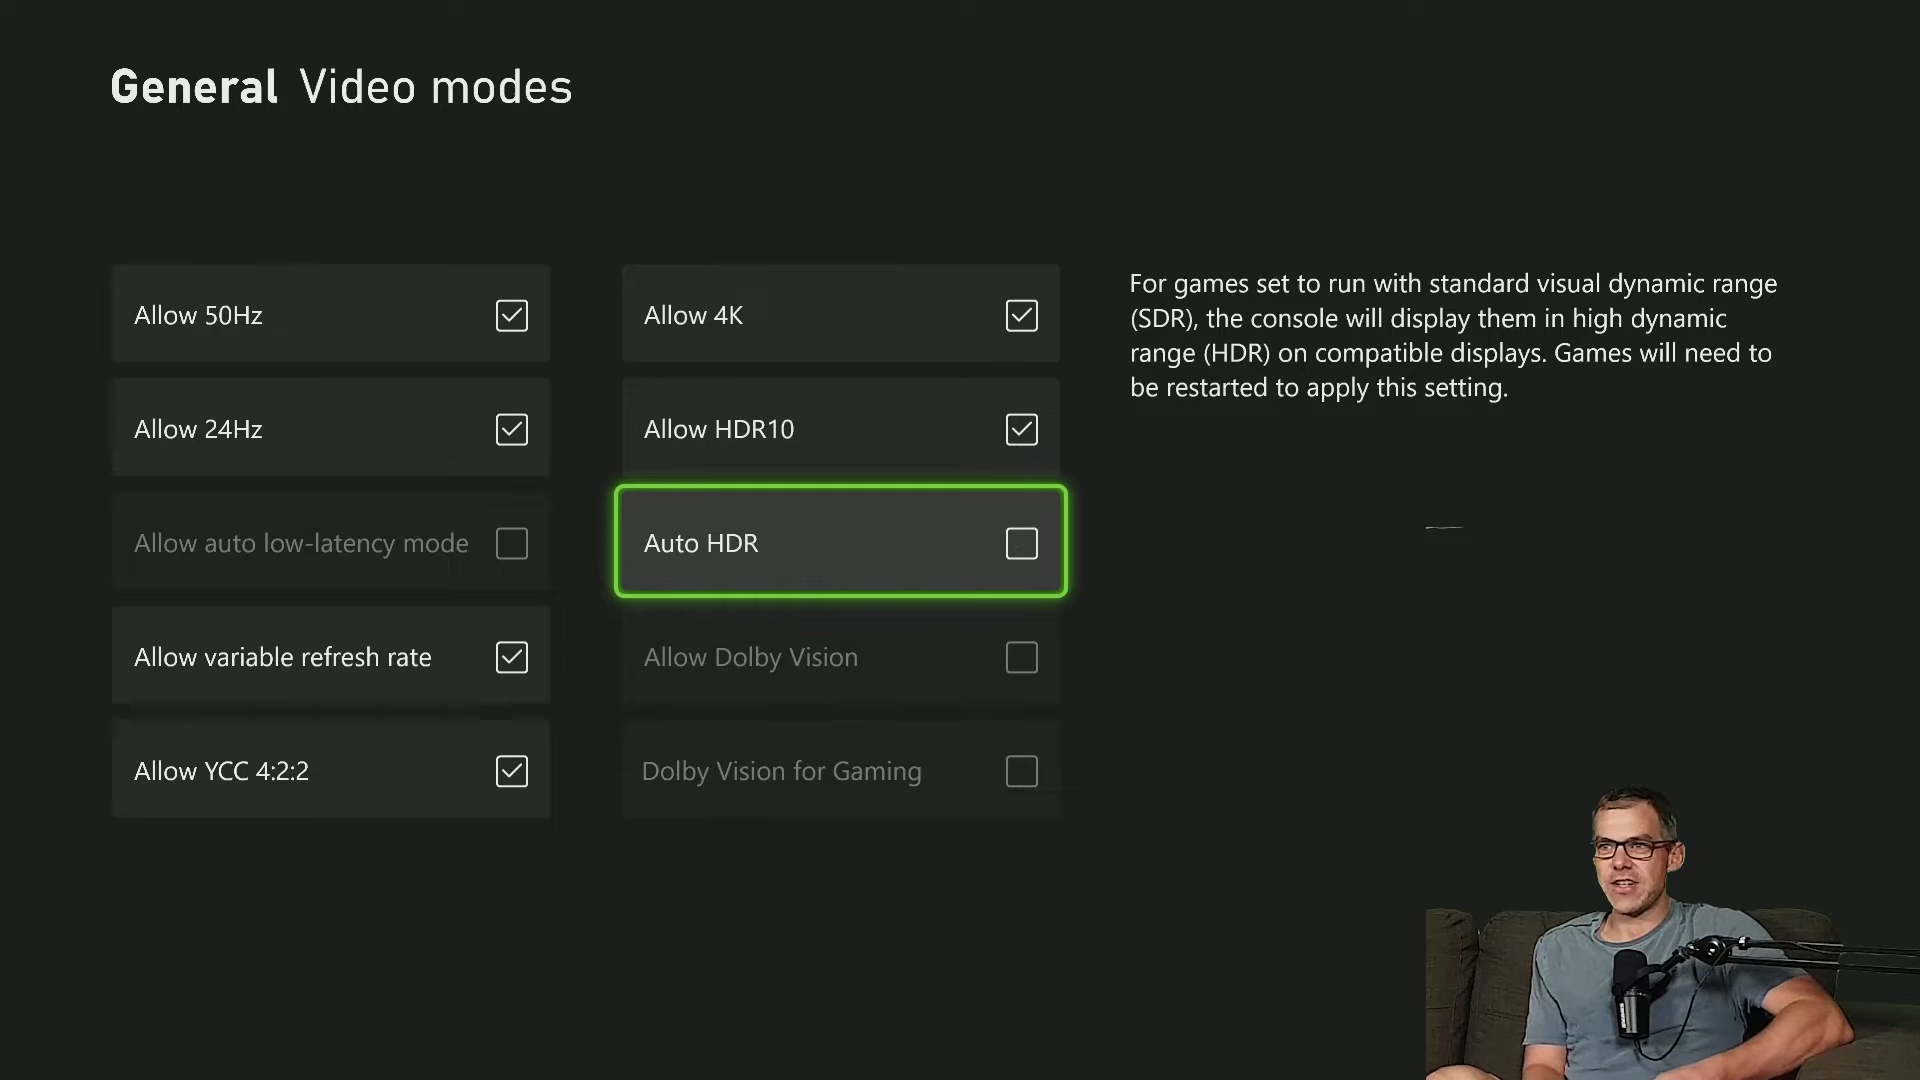 General Video modes
Allow 50Hz
Allow 24Hz
Allow auto low-latency mode
Allow variable refresh rate
Allow YCC 4:2:2
Allow 4K
Allow HDR10
Auto HDR
Allow Dolby Vision
Dolby Vision for Gaming
For games set to run with standard visual dynamic range
(SDR), the console will display them in high dynamic
range (HDR) on compatible displays. Games will need to
be restarted to apply this setting.